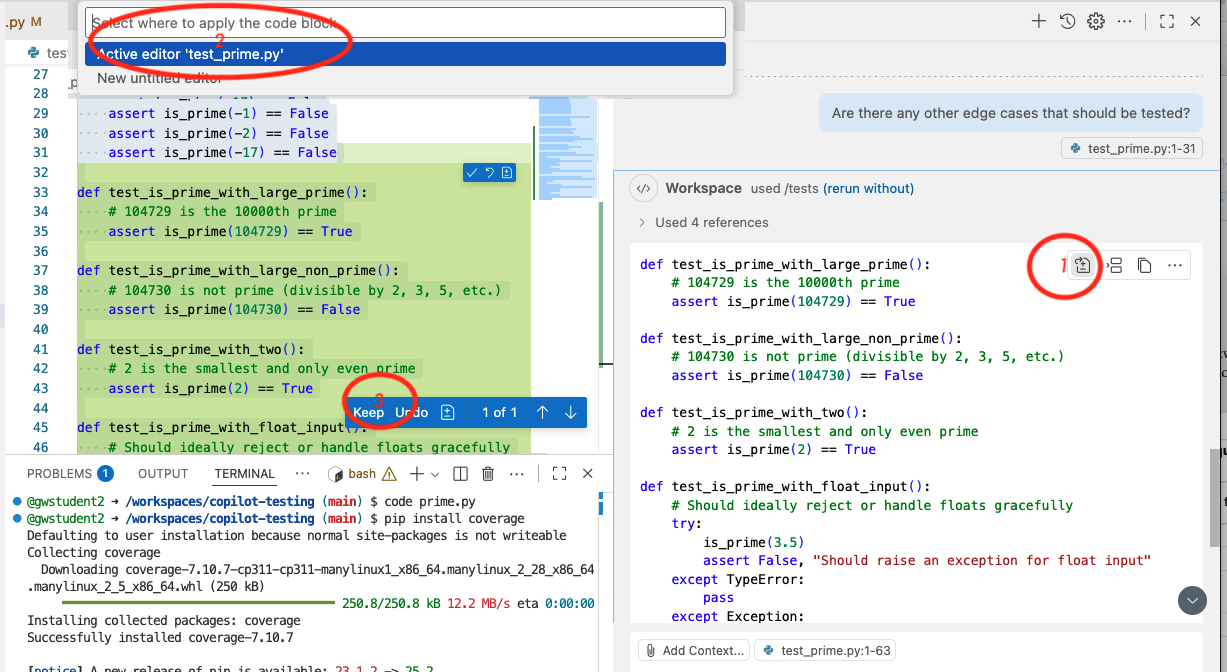 .py M
Select where to apply the code block
2
Active editor 'test_prime.py'
New untitled editor
27
28
29 assert is_prime(-1) == False
30 assert is_prime(-2) == False
31 assert is_prime(-17) == False
32
33 def test_is_prime_with_large_prime():
34 # 104729 is the 10000th prime
35 assert is_prime(104729) == True
36
37 def test_is_prime_with_large_non_prime():
38 # 104730 is not prime (divisible by 2, 3, 5, etc.)
39 assert is_prime(104730) == False
40
41 def test_is_prime_with_two():
42 # 2 is the smallest and only even prime
43 assert is_prime(2) == True
44
45 def test_is_prime_with_float_input():
46 # Should ideally reject or handle floats gracefully
3
Keep Undo 1 of 1
PROBLEMS 1 OUTPUT TERMINAL ··· bash
@gwstudent2 → /workspaces/copilot-testing (main) $ code prime.py
@gwstudent2 → /workspaces/copilot-testing (main) $ pip install coverage
Defaulting to user installation because normal site-packages is not writeable
Collecting coverage
Downloading coverage-7.10.7-cp311-cp311-manylinux1_x86_64.manylinux_2_28_x86_64
.manylinux_2_5_x86_64.whl (250 kB)
250.8/250.8 kB 12.2 MB/s eta 0:00:00
Installing collected packages: coverage
Successfully installed coverage-7.10.7
[notice] A new release of pip is available: 23.1.2 -> 25.2
Are there any other edge cases that should be tested?
test_prime.py:1-31
Workspace used /tests (rerun without)
Used 4 references
1
def test_is_prime_with_large_prime():
# 104729 is the 10000th prime
assert is_prime(104729) == True
def test_is_prime_with_large_non_prime():
# 104730 is not prime (divisible by 2, 3, 5, etc.)
assert is_prime(104730) == False
def test_is_prime_with_two():
# 2 is the smallest and only even prime
assert is_prime(2) == True
def test_is_prime_with_float_input():
# Should ideally reject or handle floats gracefully
try:
is_prime(3.5)
assert False, "Should raise an exception for float input"
except TypeError:
pass
except Exception:
Add Context...
test_prime.py:1-63